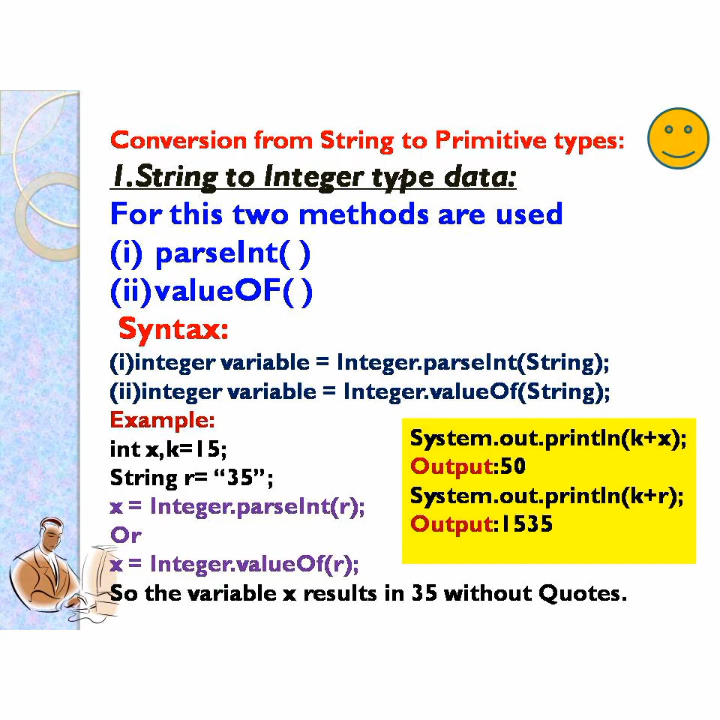 Conversion from String to Primitive types:
1.String to Integer type data:
For this two methods are used
(i) parseInt( )
(ii)valueOF( )
Syntax:
(i)integer variable = Integer.parseInt(String);
(ii)integer variable = Integer.valueOf(String);
Example:
int x,k=15;
String r= “35”;
x = Integer.parseInt(r);
Or
x = Integer.valueOf(r);
So the variable x results in 35 without Quotes.
System.out.println(k+x);
Output:50
System.out.println(k+r);
Output:1535